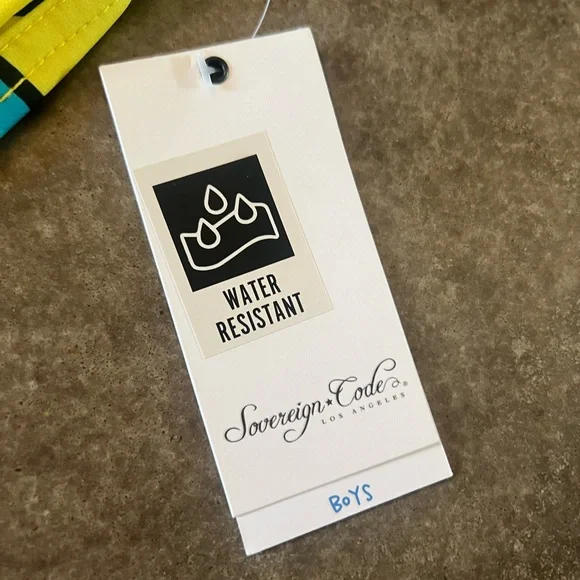 WATER
RESISTANT
Sovereign★Code®
LOS ANGELES
BOYS